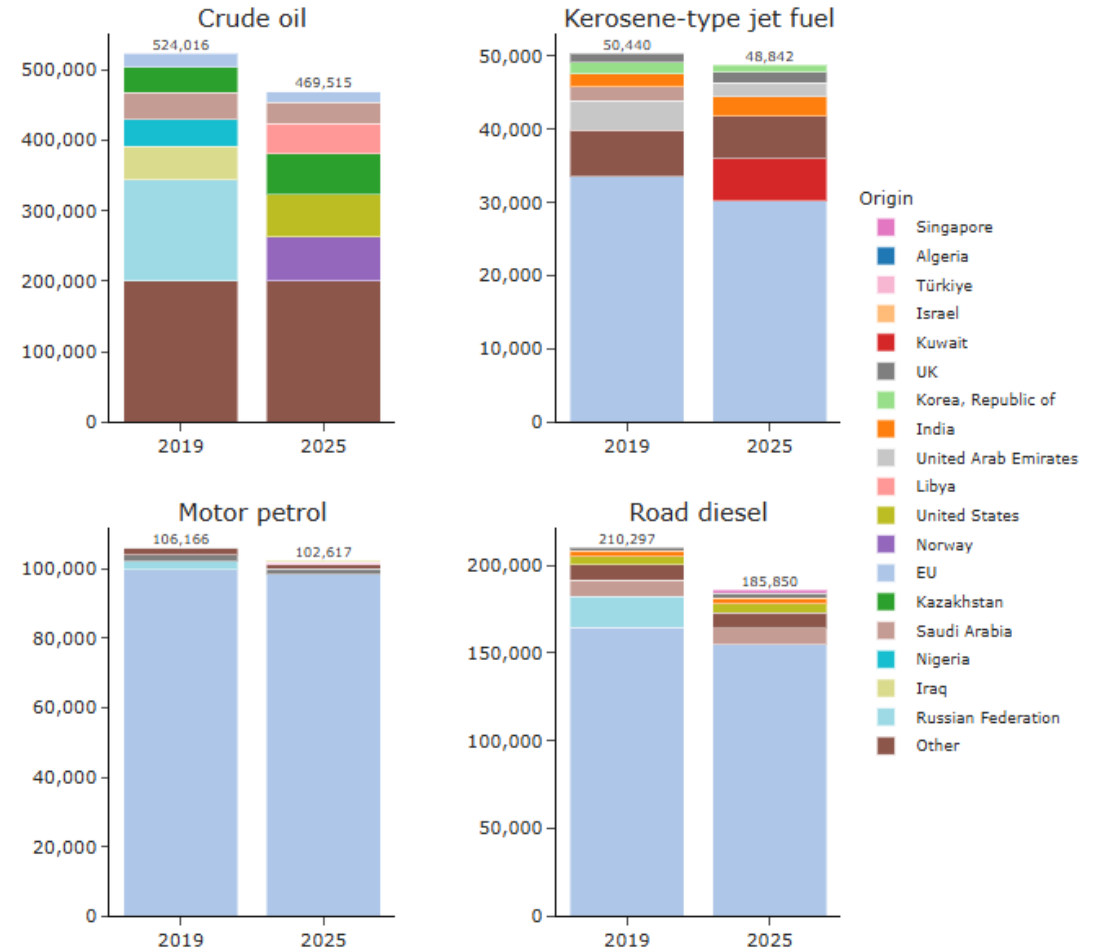 Crude oil
524,016
469,515
500,000
400,000
300,000
200,000
100,000
0
2019
2025
Kerosene-type jet fuel
50,440
48,842
50,000
40,000
30,000
20,000
10,000
0
2019
2025
Motor petrol
106,166
102,617
100,000
80,000
60,000
40,000
20,000
0
2019
2025
Road diesel
210,297
185,850
200,000
150,000
100,000
50,000
0
2019
2025
Origin
Singapore
Algeria
Türkiye
Israel
Kuwait
UK
Korea, Republic of
India
United Arab Emirates
Libya
United States
Norway
EU
Kazakhstan
Saudi Arabia
Nigeria
Iraq
Russian Federation
Other